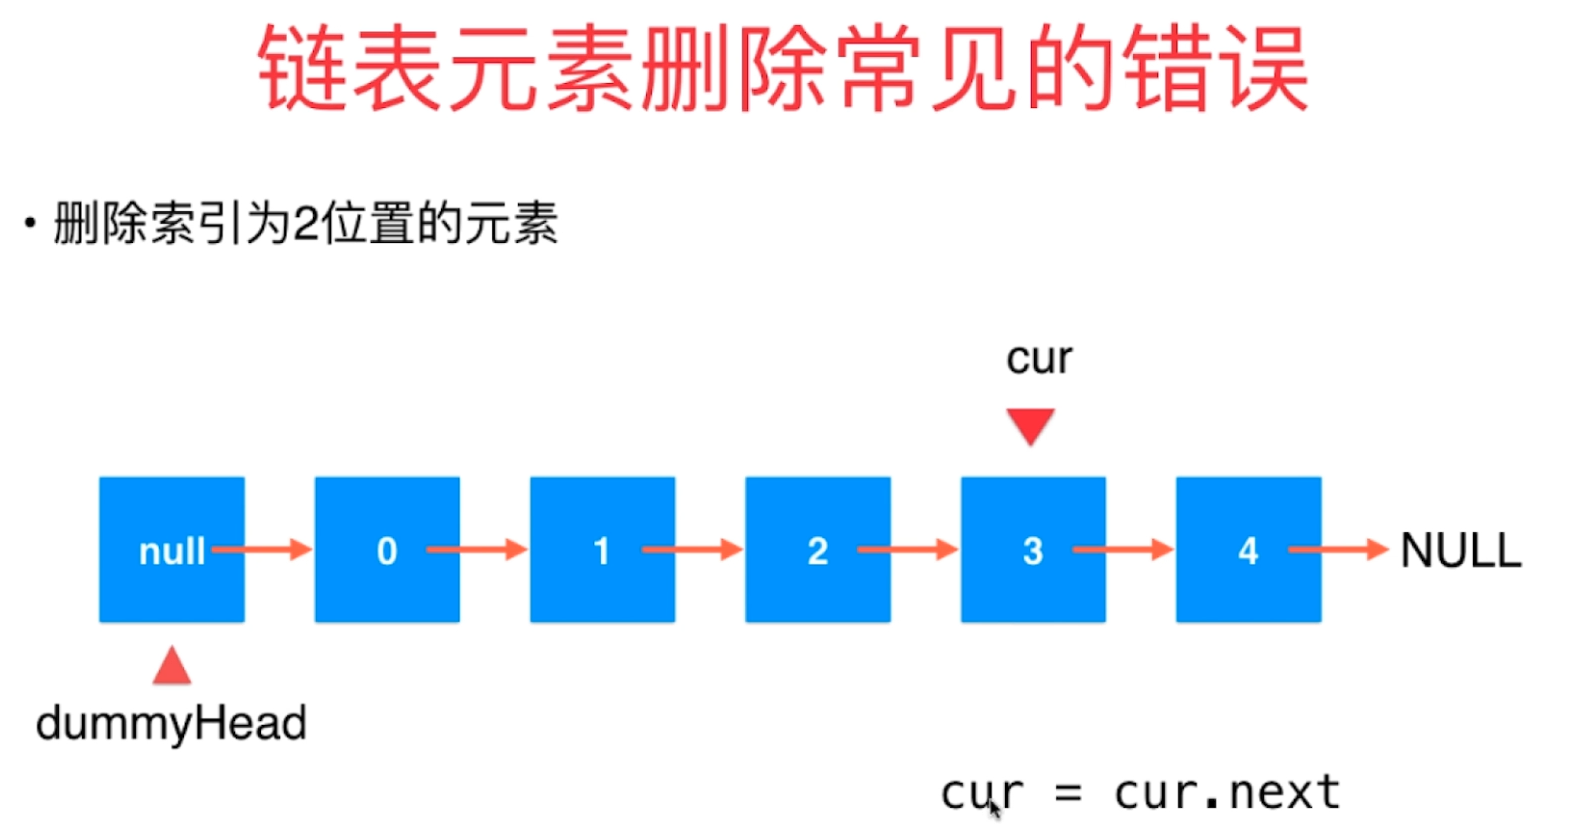 链表元素删除常见的错误
• 删除索引为2位置的元素
cur
null 0 1 2 3 4 NULL
dummyHead
cur = cur.next